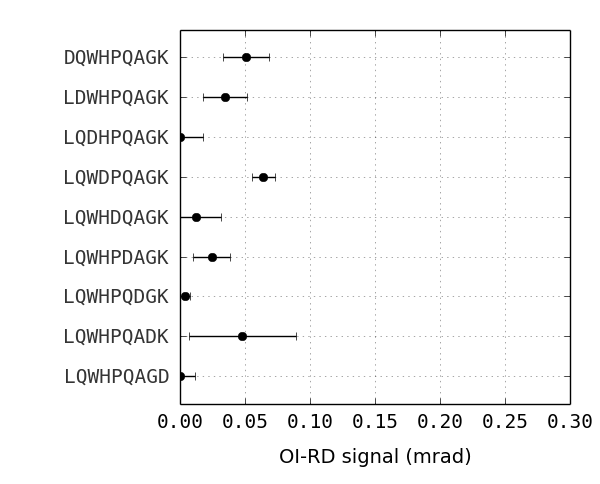 DQWHPQAGK
LDWHPQAGK
LQDHPQAGK
LQWDPQAGK
LQWHDQAGK
LQWHPDAGK
LQWHPQDGK
LQWHPQADK
LQWHPQAGD
0.00 0.05 0.10 0.15 0.20 0.25 0.30
OI-RD signal (mrad)